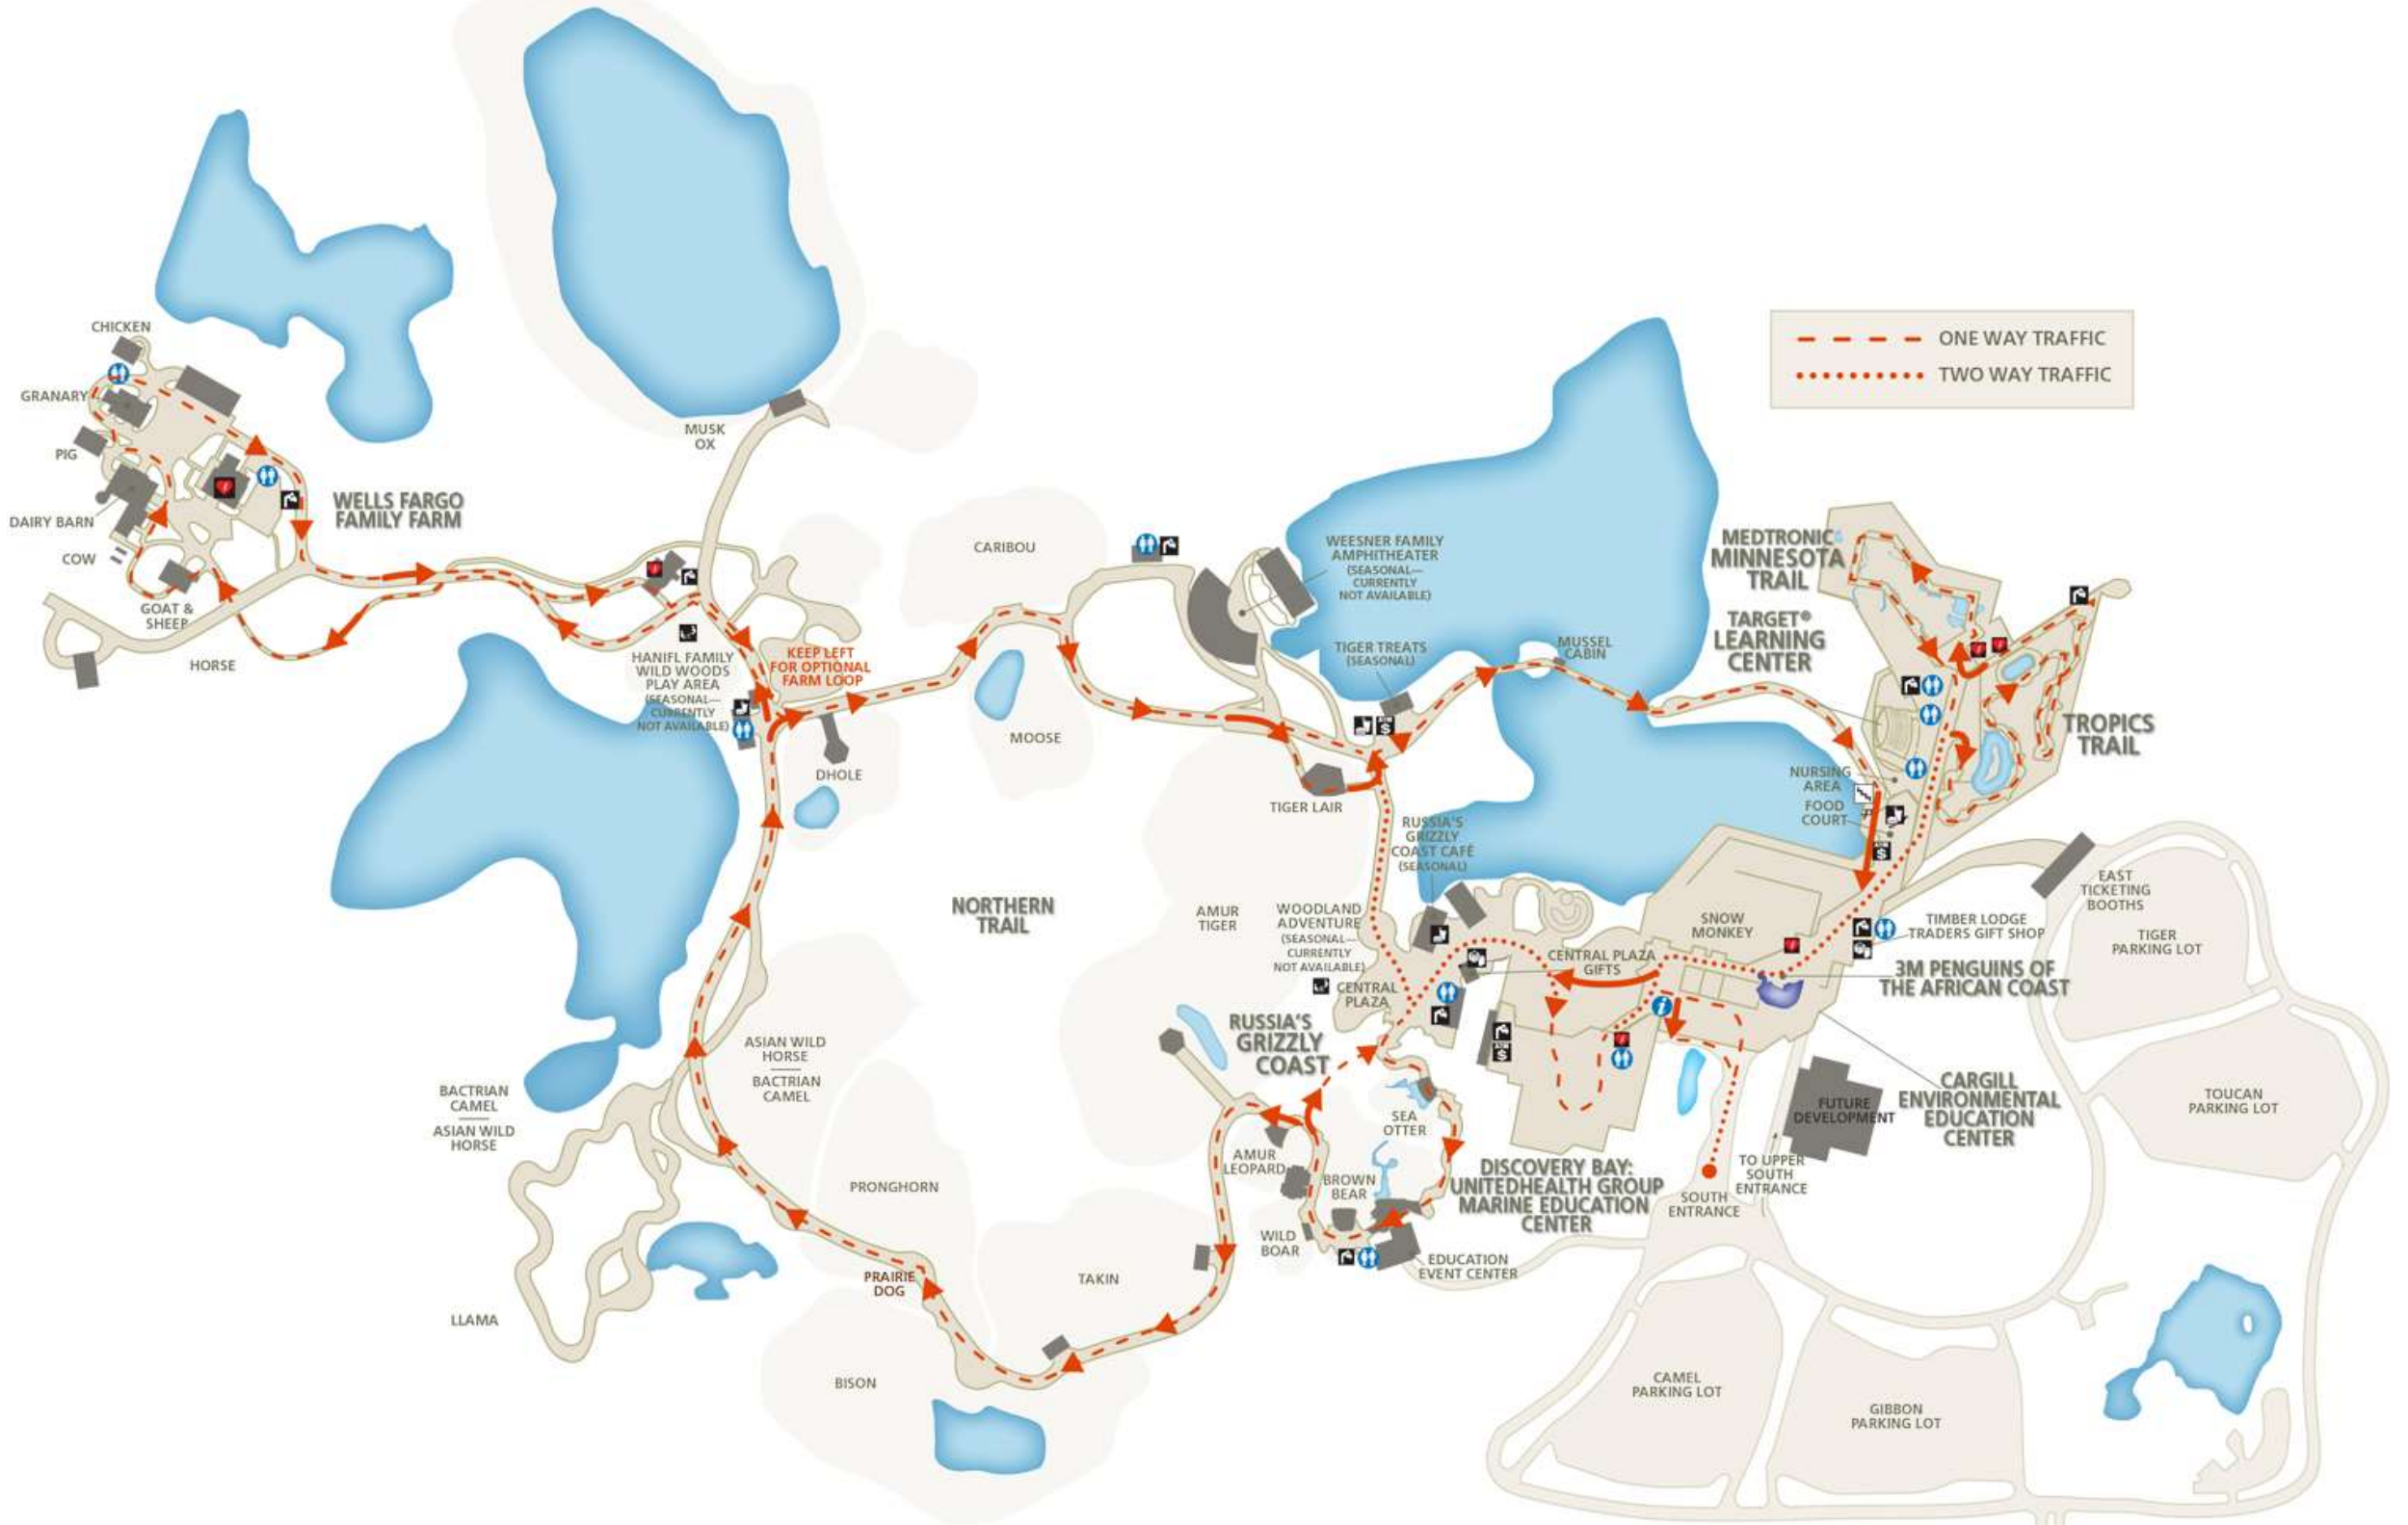 CHICKEN
GRANARY
PIG
DAIRY BARN
COW
GOAT &
SHEEP
HORSE
WELLS FARGO
FAMILY FARM
MUSK
OX
HANIFL FAMILY
WILD WOODS
PLAY AREA
(SEASONAL—
CURRENTLY
NOT AVAILABLE)
KEEP LEFT
FOR OPTIONAL
FARM LOOP
DHOLE
CARIBOU
MOOSE
WEESNER FAMILY
AMPHITHEATER
(SEASONAL—
CURRENTLY
NOT AVAILABLE)
TIGER TREATS
(SEASONAL)
MUSSEL
CABIN
ATM
$
TIGER LAIR
ONE WAY TRAFFIC
TWO WAY TRAFFIC
MEDTRONIC
MINNESOTA
TRAIL
TARGET®
LEARNING
CENTER
TROPICS
TRAIL
NURSING
AREA
FOOD
COURT
ATM
$
RUSSIA'S
GRIZZLY
COAST CAFÉ
(SEASONAL)
NORTHERN
TRAIL
AMUR
TIGER
WOODLAND
ADVENTURE
(SEASONAL—
CURRENTLY
NOT AVAILABLE)
CENTRAL
PLAZA
CENTRAL PLAZA
GIFTS
SNOW
MONKEY
EAST
TICKETING
BOOTHS
TIMBER LODGE
TRADERS GIFT SHOP
TIGER
PARKING LOT
3M PENGUINS OF
THE AFRICAN COAST
i
ATM
$
RUSSIA'S
GRIZZLY
COAST
ASIAN WILD
HORSE
BACTRIAN
CAMEL
BACTRIAN
CAMEL
ASIAN WILD
HORSE
SEA
OTTER
AMUR
LEOPARD
BROWN
BEAR
WILD
BOAR
EDUCATION
EVENT CENTER
DISCOVERY BAY:
UNITEDHEALTH GROUP
MARINE EDUCATION
CENTER
FUTURE
DEVELOPMENT
CARGILL
ENVIRONMENTAL
EDUCATION
CENTER
TO UPPER
SOUTH
ENTRANCE
SOUTH
ENTRANCE
TOUCAN
PARKING LOT
PRONGHORN
PRAIRIE
DOG
TAKIN
LLAMA
BISON
CAMEL
PARKING LOT
GIBBON
PARKING LOT